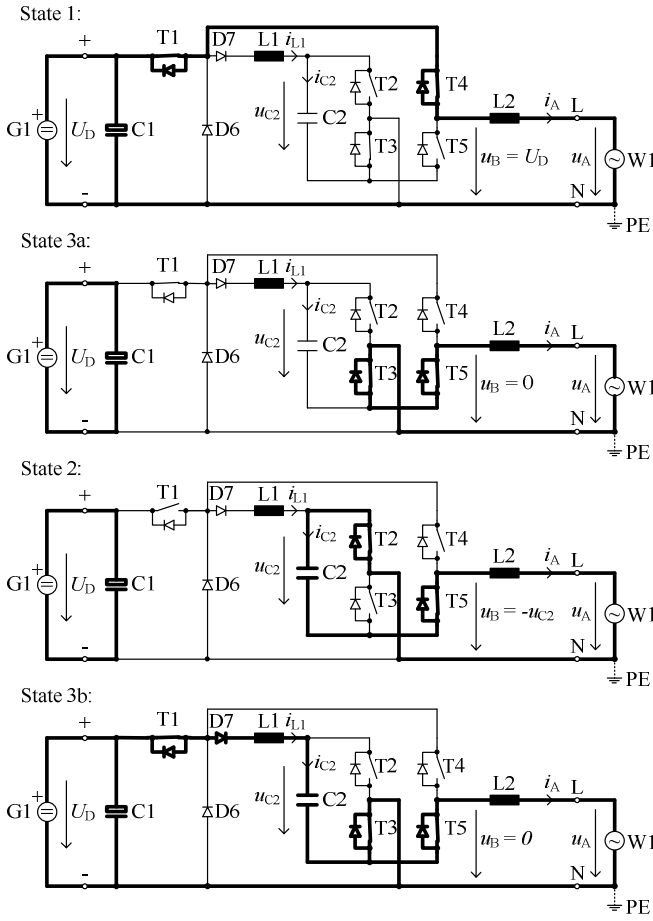 State 1:
+ T1 D7 L1 iL1
iC2 T2 T4 L2 iA L
G1 + UD C1 uC2 C2 uB = UD uA W1
D6 T3 T5
- N
PE
State 3a:
+ T1 D7 L1 iL1
iC2 T2 T4 L2 iA L
G1 + UD C1 uC2 C2 T3 T5 uB = 0 uA W1
D6
- N
PE
State 2:
+ T1 D7 L1 iL1
iC2 T2 T4 L2 iA L
G1 + UD C1 uC2 C2 uB = -uC2 uA W1
D6 T3 T5
- N
PE
State 3b:
+ T1 D7 L1 iL1
iC2 T2 T4 L2 iA L
G1 + UD C1 uC2 C2 T3 T5 uB = 0 uA W1
D6
- N
PE